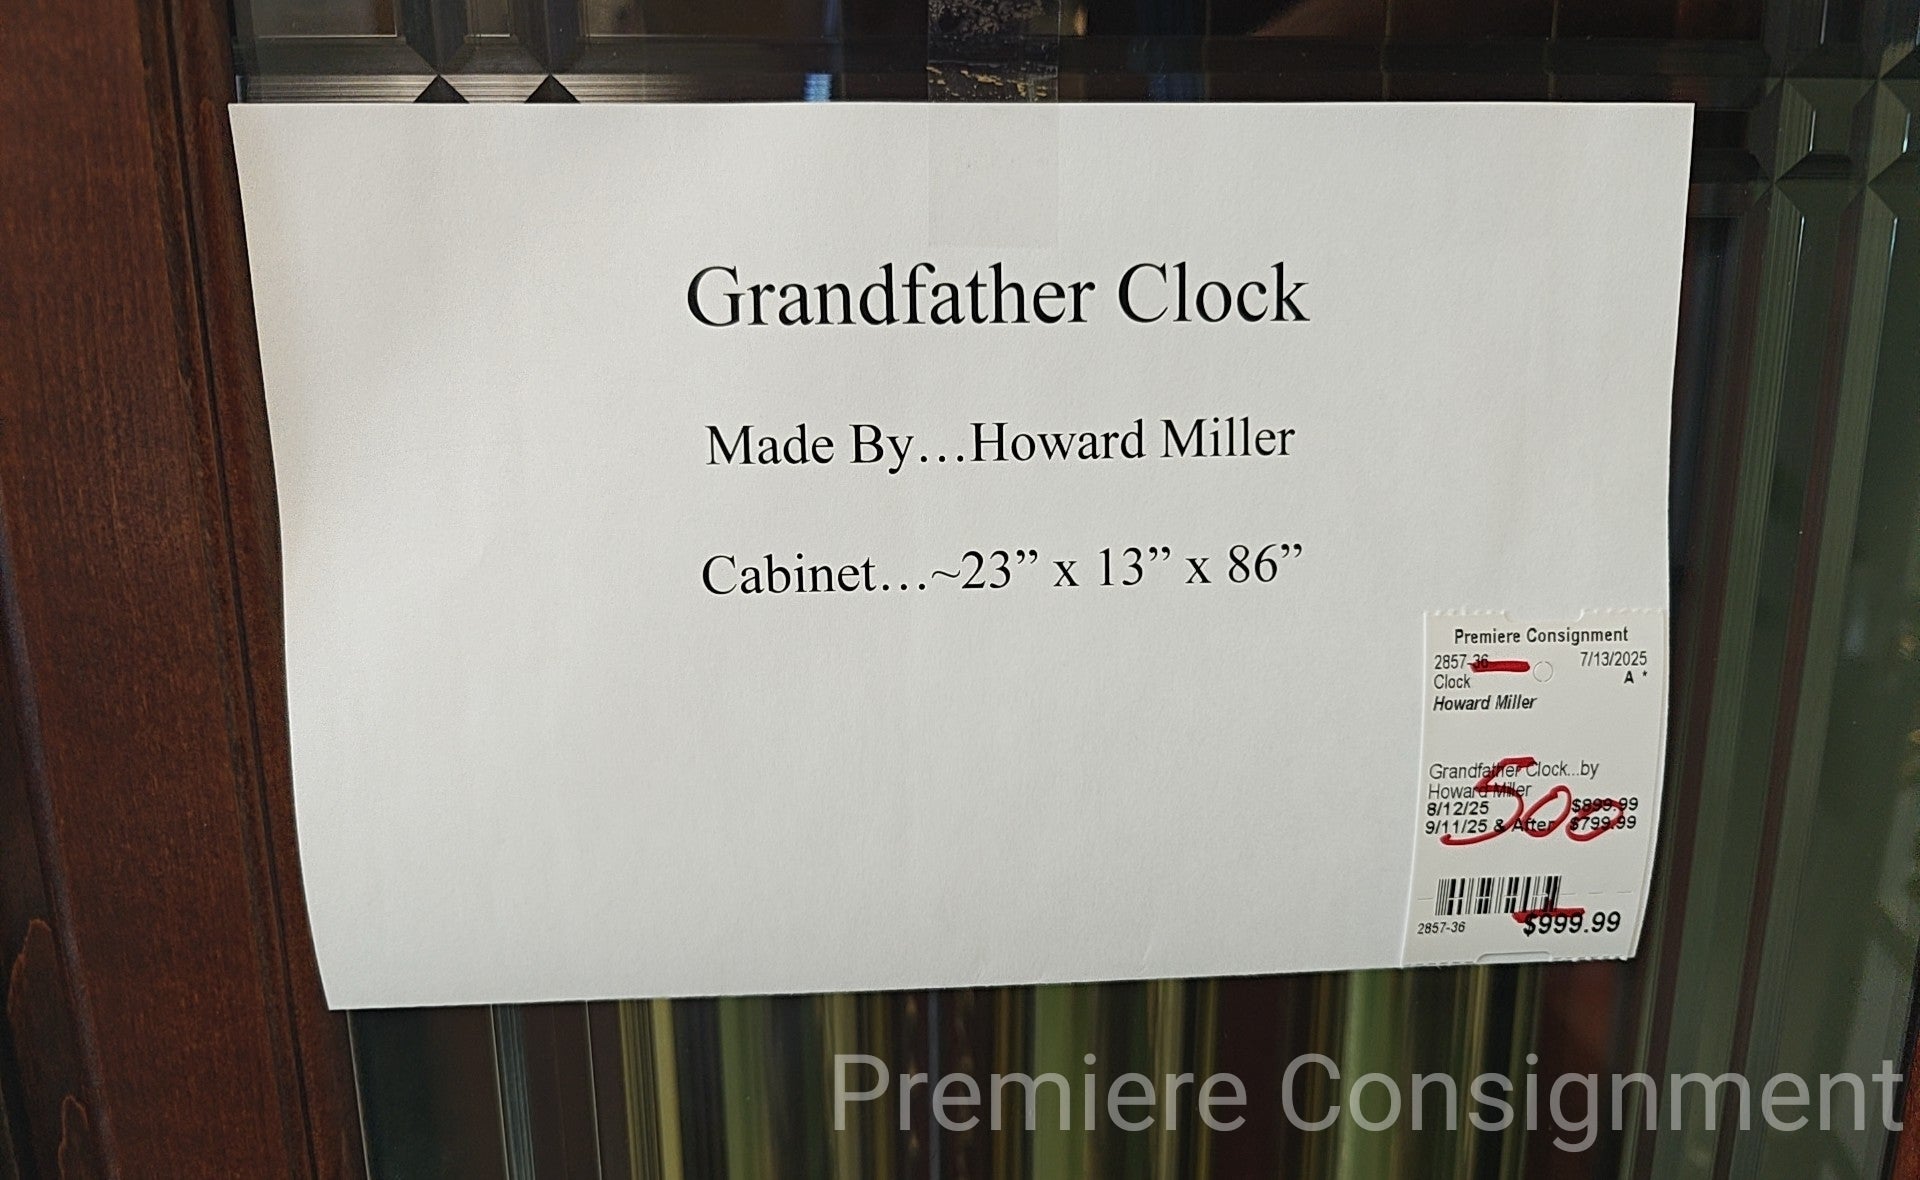 Grandfather Clock
Made By…Howard Miller
Cabinet…~23” x 13” x 86”
Premiere Consignment
2857-36 7/13/2025
Clock A *
Howard Miller
Grandfather Clock...by
Howard Miller
500
8/12/25 $899.99
9/11/25 & After $799.99
2857-36 $999.99
Premiere Consignment